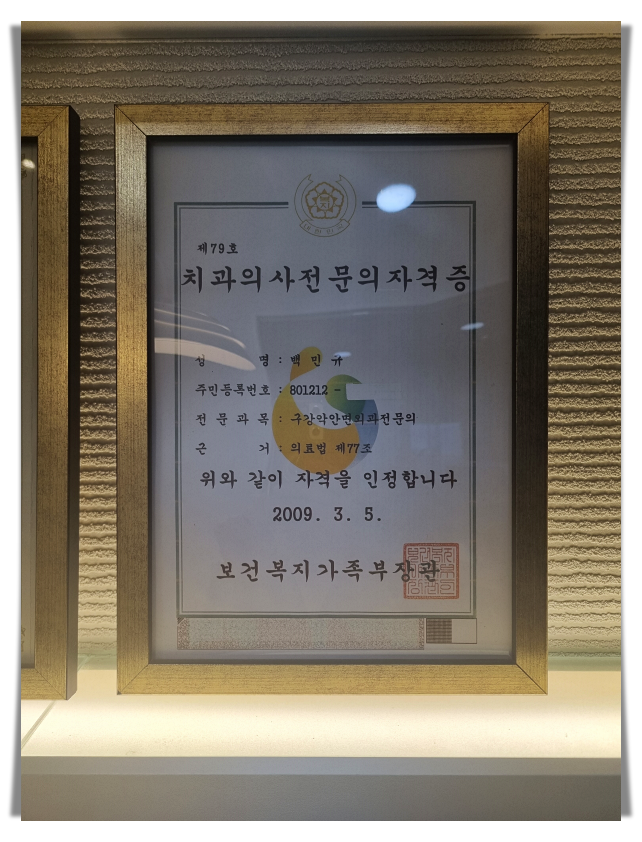 제79호
치과의사전문의자격증
성 명 : 백 민 규
주민등록번호 : 801212 -
전 문 과 목 : 구강악안면외과전문의
근 거 : 의료법 제77조
위와 같이 자격을 인정합니다
2009. 3. 5.
보건복지가족부장관